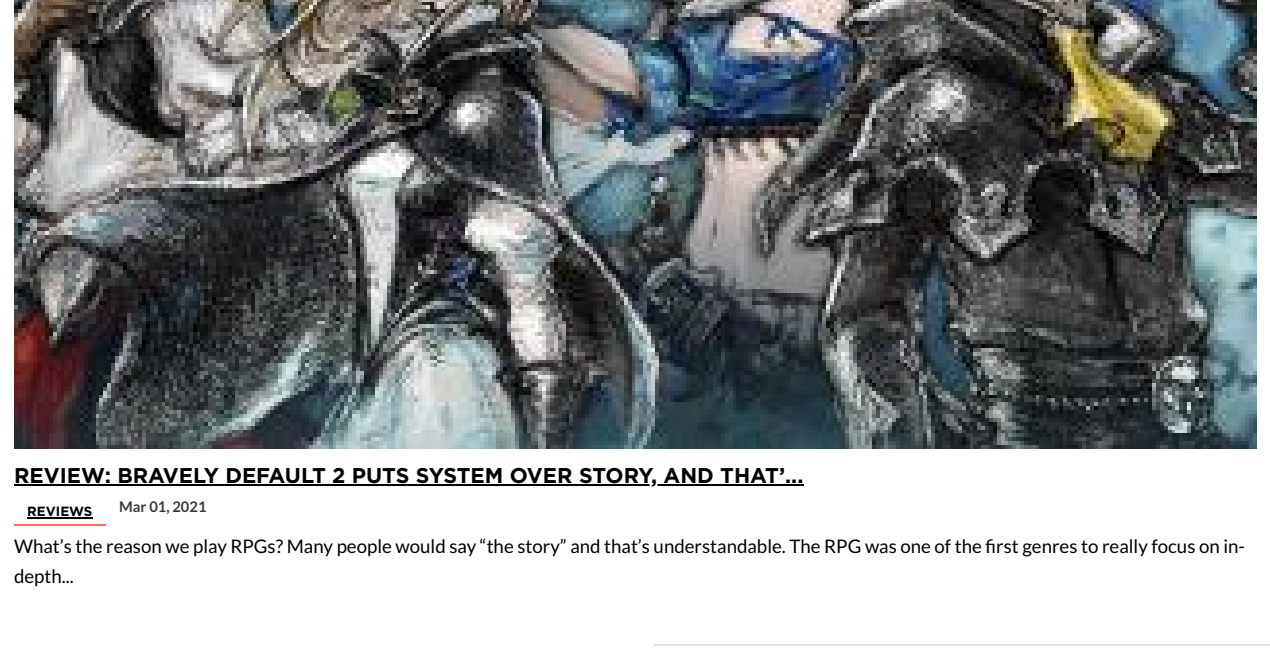 REVIEW: BRAVELY DEFAULT 2 PUTS SYSTEM OVER STORY, AND THAT’...
REVIEWS Mar 01, 2021
What’s the reason we play RPGs? Many people would say “the story” and that’s understandable. The RPG was one of the first genres to really focus on in-
depth...